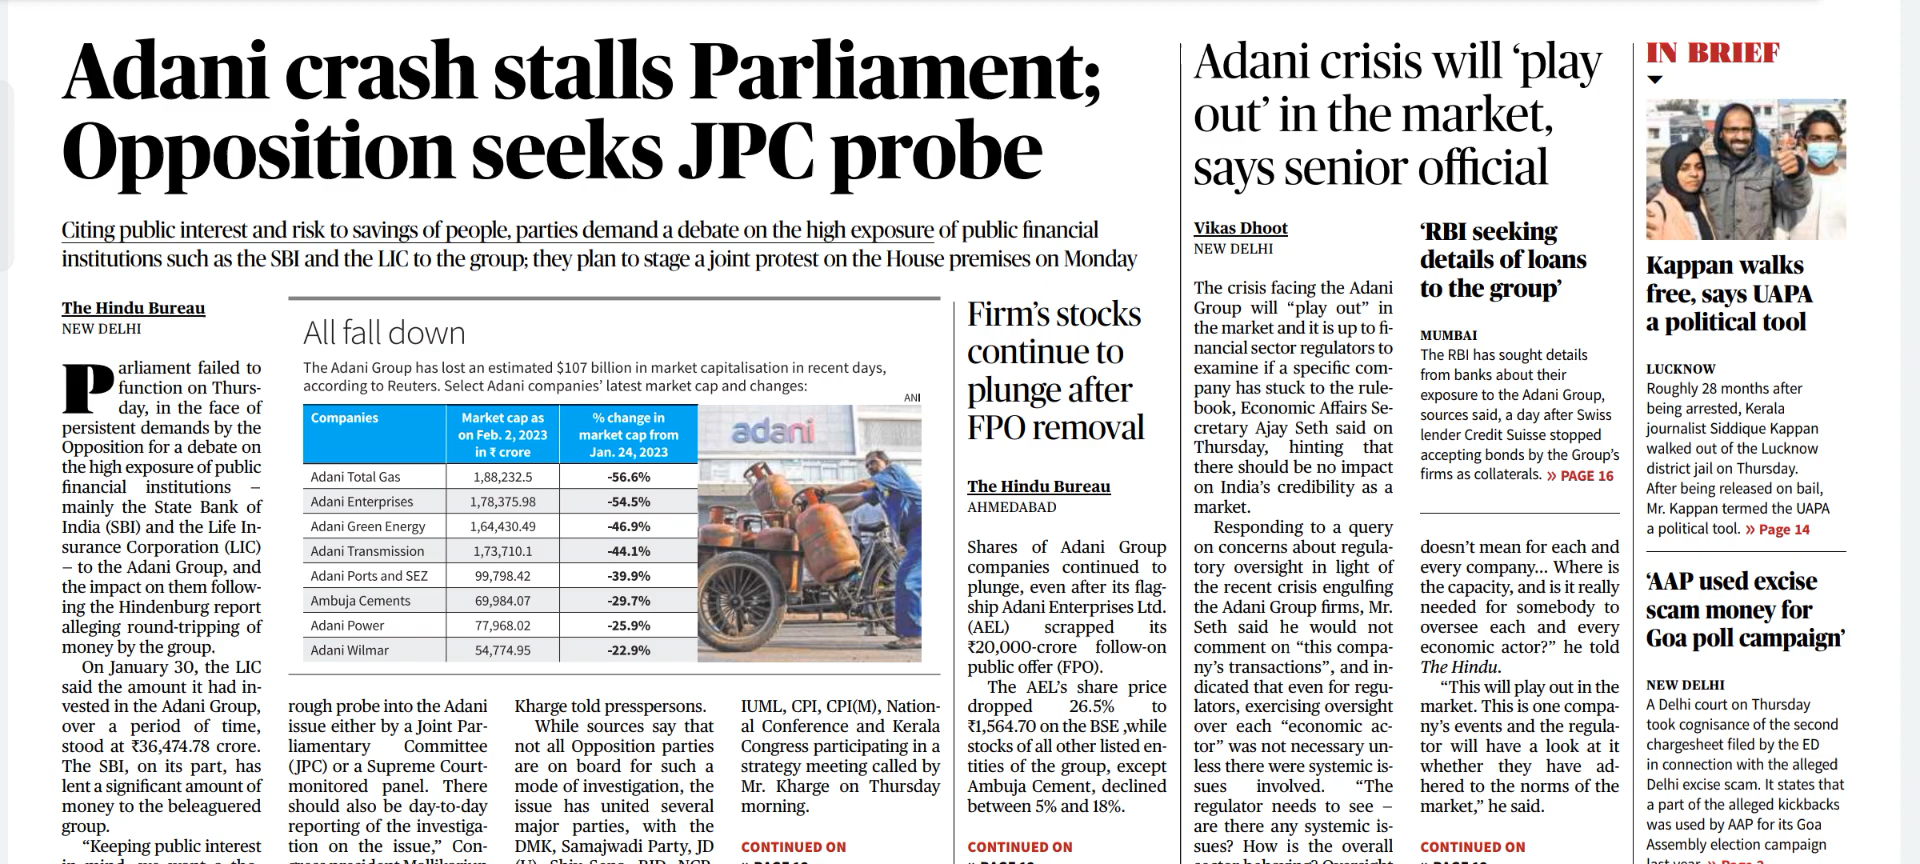 Adani crash stalls Parliament;
Opposition seeks JPC probe
Citing public interest and risk to savings of people, parties demand a debate on the high exposure of public financial
institutions such as the SBI and the LIC to the group; they plan to stage a joint protest on the House premises on Monday
The Hindu Bureau
NEW DELHI
Parliament failed to
function on Thurs-
day, in the face of
persistent demands by the
Opposition for a debate on
the high exposure of public
financial institutions –
mainly the State Bank of
India (SBI) and the Life In-
surance Corporation (LIC)
– to the Adani Group, and
the impact on them follow-
ing the Hindenburg report
alleging round-tripping of
money by the group.
On January 30, the LIC
said the amount it had in-
vested in the Adani Group,
over a period of time,
stood at ₹36,474.78 crore.
The SBI, on its part, has
lent a significant amount of
money to the beleaguered
group.
“Keeping public interest
All fall down
The Adani Group has lost an estimated $107 billion in market capitalisation in recent days,
according to Reuters. Select Adani companies’ latest market cap and changes:
ANI
Companies
Market cap as
on Feb. 2, 2023
in ₹ crore
% change in
market cap from
Jan. 24, 2023
Adani Total Gas 1,88,232.5 -56.6%
Adani Enterprises 1,78,375.98 -54.5%
Adani Green Energy 1,64,430.49 -46.9%
Adani Transmission 1,73,710.1 -44.1%
Adani Ports and SEZ 99,798.42 -39.9%
Ambuja Cements 69,984.07 -29.7%
Adani Power 77,968.02 -25.9%
Adani Wilmar 54,774.95 -22.9%
adani
rough probe into the Adani
issue either by a Joint Par-
liamentary Committee
(JPC) or a Supreme Court-
monitored panel. There
should also be day-to-day
reporting of the investiga-
tion on the issue,” Con-
Kharge told presspersons.
While sources say that
not all Opposition parties
are on board for such a
mode of investigation, the
issue has united several
major parties, with the
DMK, Samajwadi Party, JD
IUML, CPI, CPI(M), Nation-
al Conference and Kerala
Congress participating in a
strategy meeting called by
Mr. Kharge on Thursday
morning.
CONTINUED ON
Firm’s stocks
continue to
plunge after
FPO removal
The Hindu Bureau
AHMEDABAD
Shares of Adani Group
companies continued to
plunge, even after its flag-
ship Adani Enterprises Ltd.
(AEL) scrapped its
₹20,000-crore follow-on
public offer (FPO).
The AEL’s share price
dropped 26.5% to
₹1,564.70 on the BSE ,while
stocks of all other listed en-
tities of the group, except
Ambuja Cement, declined
between 5% and 18%.
CONTINUED ON
Adani crisis will ‘play
out’ in the market,
says senior official
Vikas Dhoot
NEW DELHI
The crisis facing the Adani
Group will “play out” in
the market and it is up to fi-
nancial sector regulators to
examine if a specific com-
pany has stuck to the rule-
book, Economic Affairs Se-
cretary Ajay Seth said on
Thursday, hinting that
there should be no impact
on India’s credibility as a
market.
Responding to a query
on concerns about regula-
tory oversight in light of
the recent crisis engulfing
the Adani Group firms, Mr.
Seth said he would not
comment on “this compa-
ny’s transactions”, and in-
dicated that even for regu-
lators, exercising oversight
over each “economic ac-
tor” was not necessary un-
less there were systemic is-
sues involved. “The
regulator needs to see –
are there any systemic is-
sues? How is the overall
‘RBI seeking
details of loans
to the group’
MUMBAI
The RBI has sought details
from banks about their
exposure to the Adani Group,
sources said, a day after Swiss
lender Credit Suisse stopped
accepting bonds by the Group’s
firms as collaterals. » PAGE 16
doesn’t mean for each and
every company... Where is
the capacity, and is it really
needed for somebody to
oversee each and every
economic actor?” he told
The Hindu.
“This will play out in the
market. This is one compa-
ny’s events and the regula-
tor will have a look at it
whether they have ad-
hered to the norms of the
market,” he said.
CONTINUED ON
IN BRIEF
Kappan walks
free, says UAPA
a political tool
LUCKNOW
Roughly 28 months after
being arrested, Kerala
journalist Siddique Kappan
walked out of the Lucknow
district jail on Thursday.
After being released on bail,
Mr. Kappan termed the UAPA
a political tool. » Page 14
‘AAP used excise
scam money for
Goa poll campaign’
NEW DELHI
A Delhi court on Thursday
took cognisance of the second
chargesheet filed by the ED
in connection with the alleged
Delhi excise scam. It states that
a part of the alleged kickbacks
was used by AAP for its Goa
Assembly election campaign